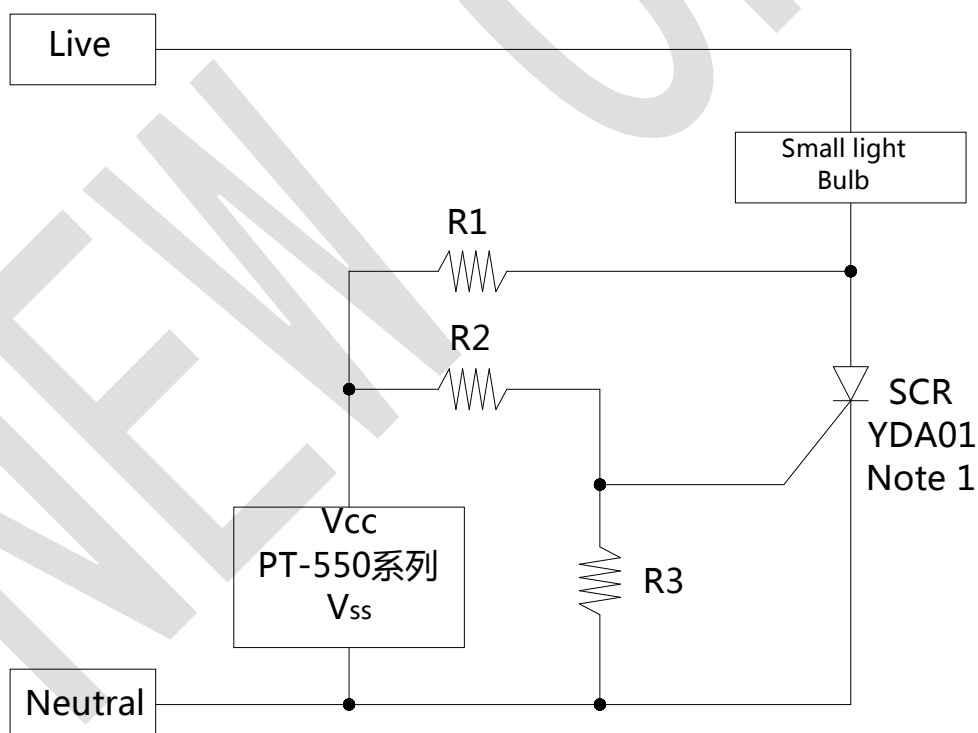 Live
Small light
Bulb
R1
R2
SCR
YDA01
Note 1
Vcc
PT-550系列
Vss
R3
Neutral
NEW